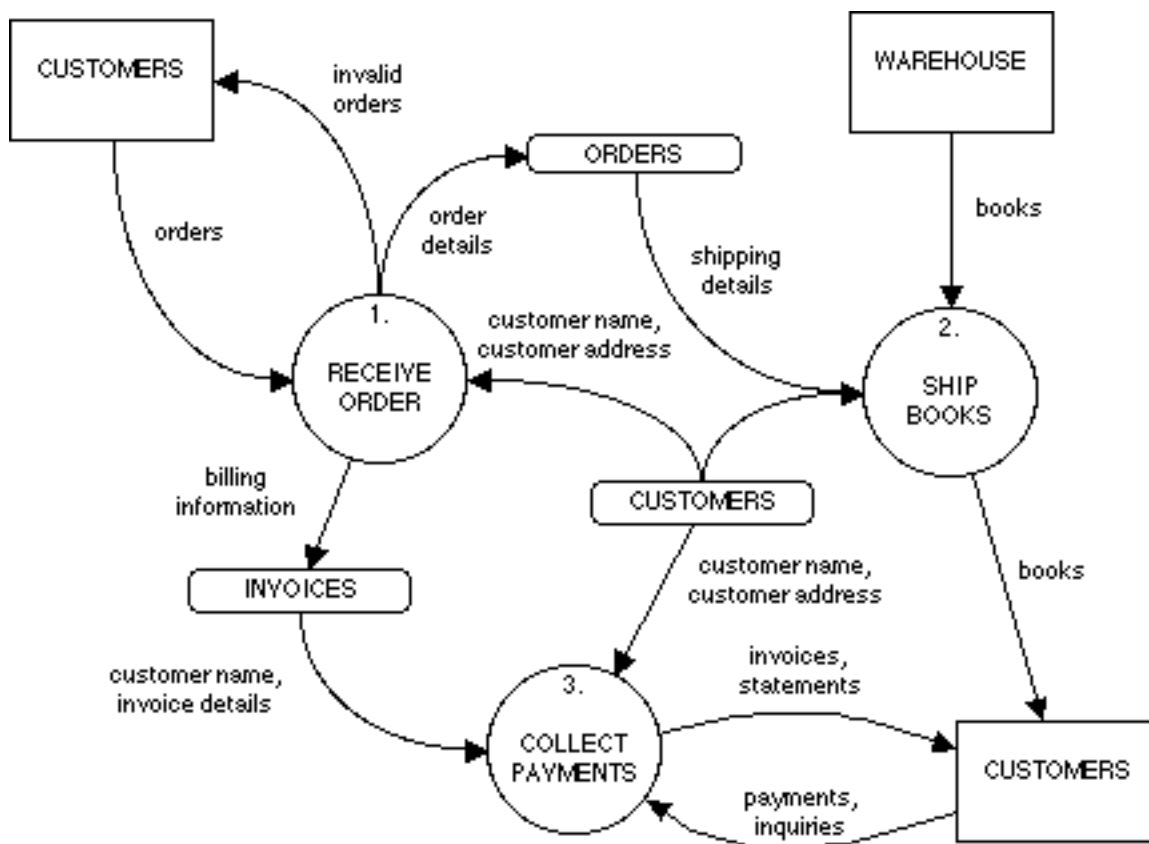 CUSTOMERS
invalid
orders
WAREHOUSE
ORDERS
orders
order
details
books
shipping
details
1.
RECEIVE
ORDER
customer name,
customer address
2.
SHIP
BOOKS
billing
information
CUSTOMERS
INVOICES
customer name,
customer address
books
customer name,
invoice details
invoices,
statements
3.
COLLECT
PAYMENTS
CUSTOMERS
payments,
inquiries